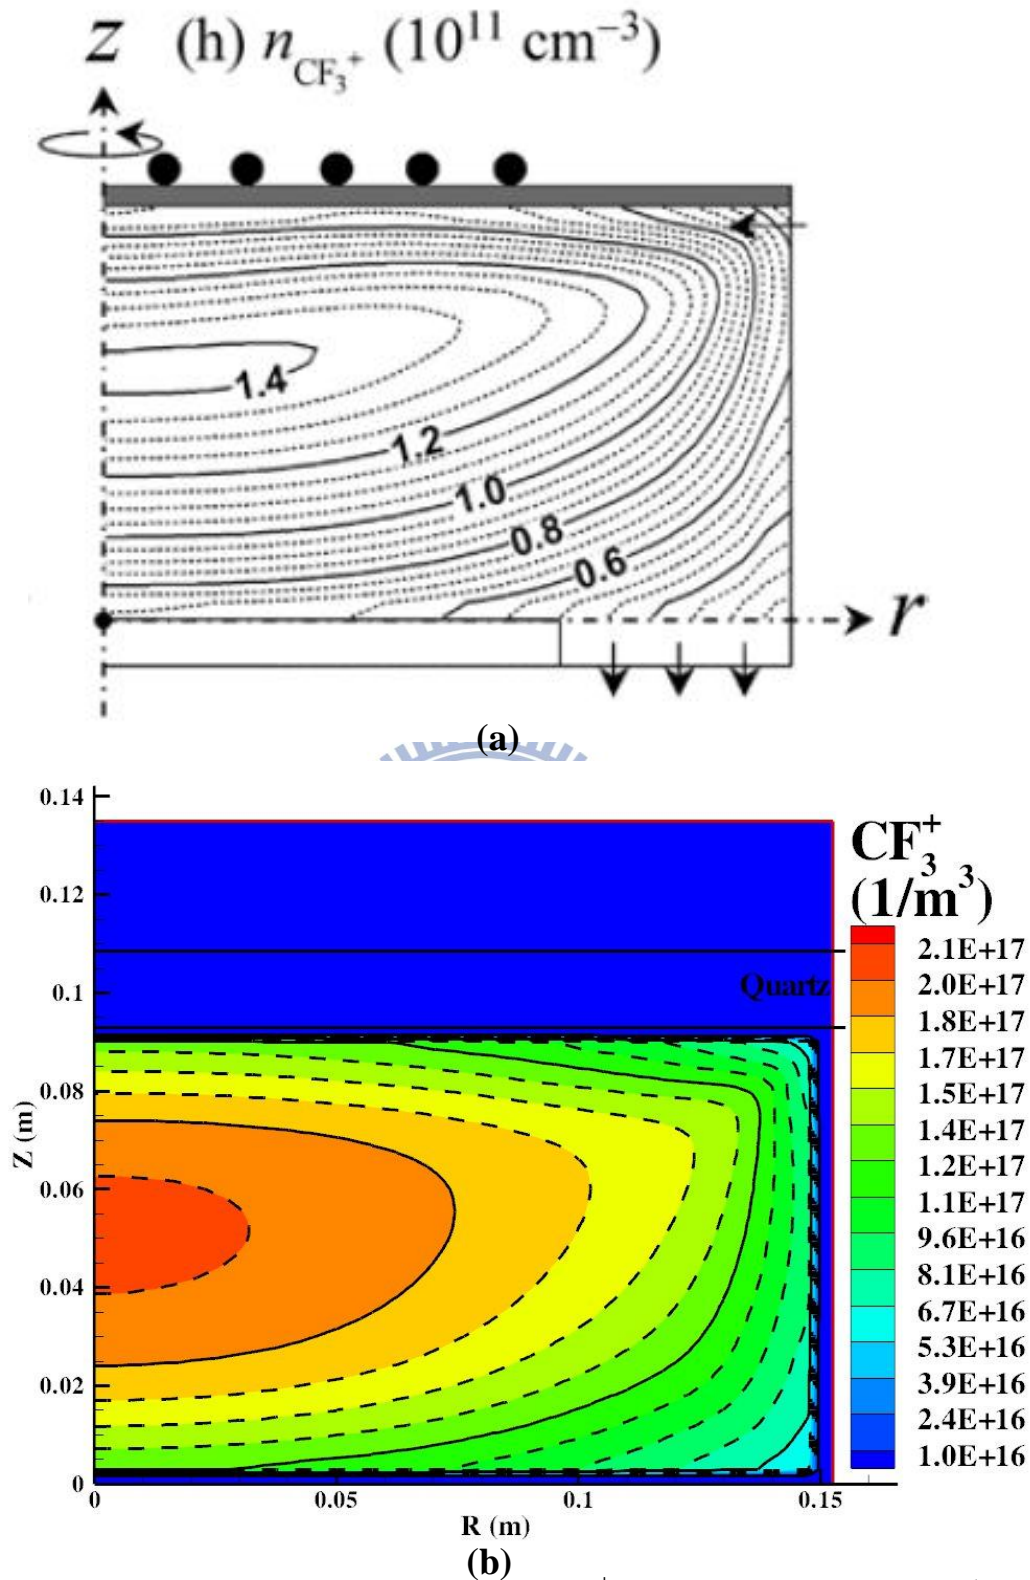 z (h) n_CF₃⁺ (10¹¹ cm⁻³)
1.4
1.2
1.0
0.8
0.6
r
(a)
0.14
0.12
0.1
0.08
0.06
0.04
0.02
0
Z (m)
Quartz
CF₃⁺
(1/m³)
2.1E+17
2.0E+17
1.8E+17
1.7E+17
1.5E+17
1.4E+17
1.2E+17
1.1E+17
9.6E+16
8.1E+16
6.7E+16
5.3E+16
3.9E+16
2.4E+16
1.0E+16
0 0.05 0.1 0.15
R (m)
(b)